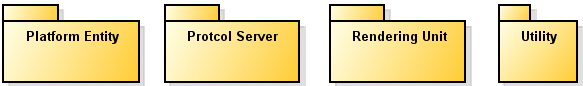 Platform Entity
Protcol Server
Rendering Unit
Utility